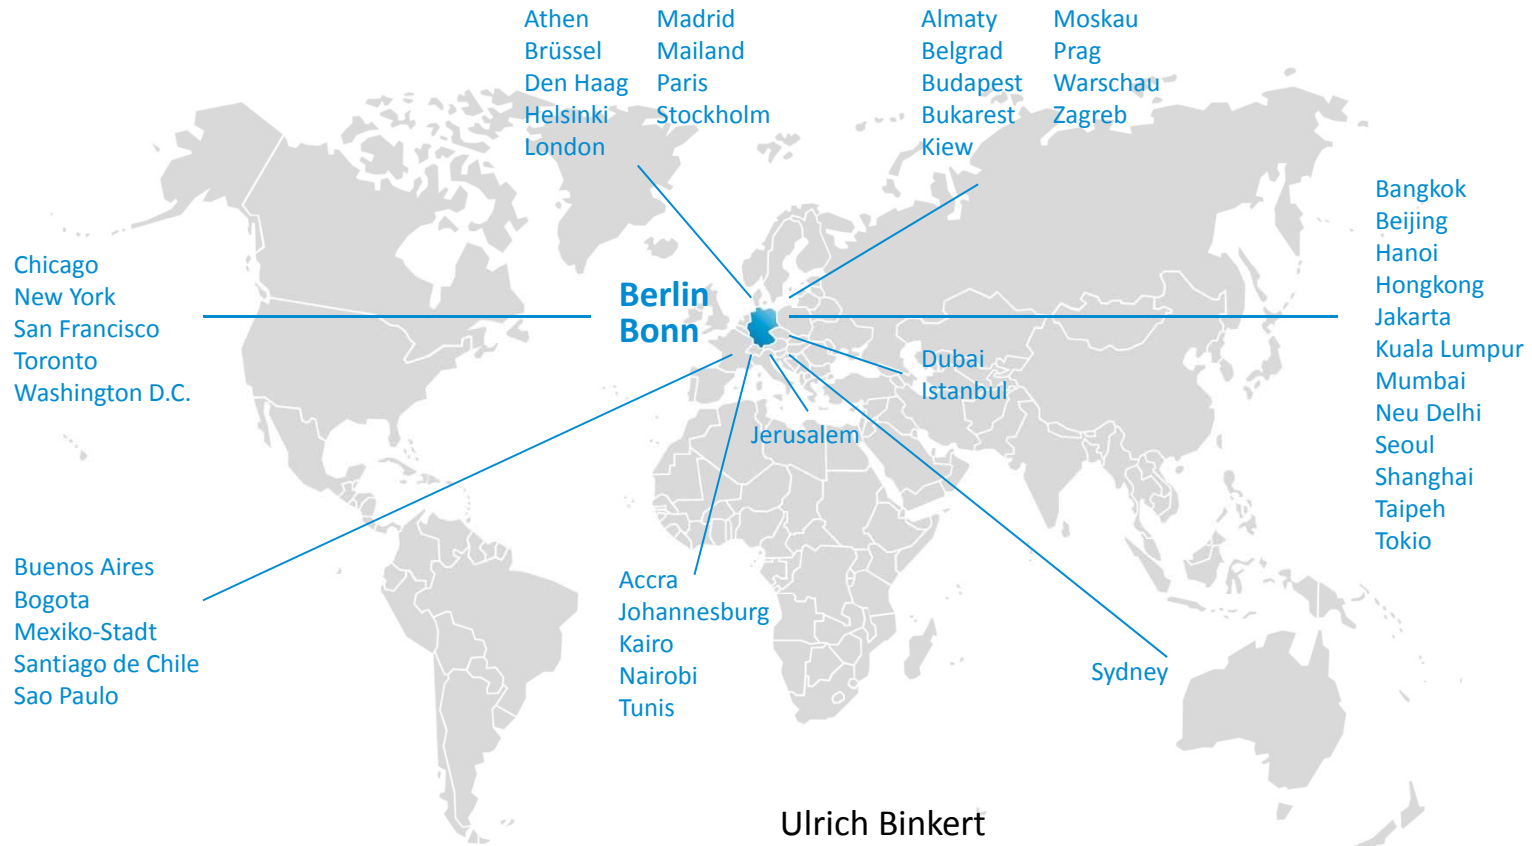 Athen
Brüssel
Den Haag
Helsinki
London
Madrid
Mailand
Paris
Stockholm
Almaty
Belgrad
Budapest
Bukarest
Kiew
Moskau
Prag
Warschau
Zagreb
Chicago
New York
San Francisco
Toronto
Washington D.C.
Berlin
Bonn
Dubai
Istanbul
Jerusalem
Bangkok
Beijing
Hanoi
Hongkong
Jakarta
Kuala Lumpur
Mumbai
Neu Delhi
Seoul
Shanghai
Taipeh
Tokio
Buenos Aires
Bogota
Mexiko-Stadt
Santiago de Chile
Sao Paulo
Accra
Johannesburg
Kairo
Nairobi
Tunis
Sydney
Ulrich Binkert